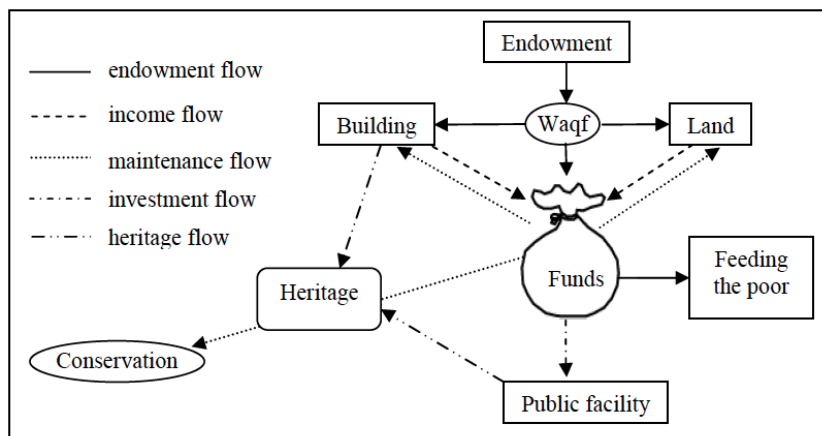 endowment flow
income flow
maintenance flow
investment flow
heritage flow
Endowment
Building
Waqf
Land
Funds
Feeding
the poor
Heritage
Conservation
Public facility